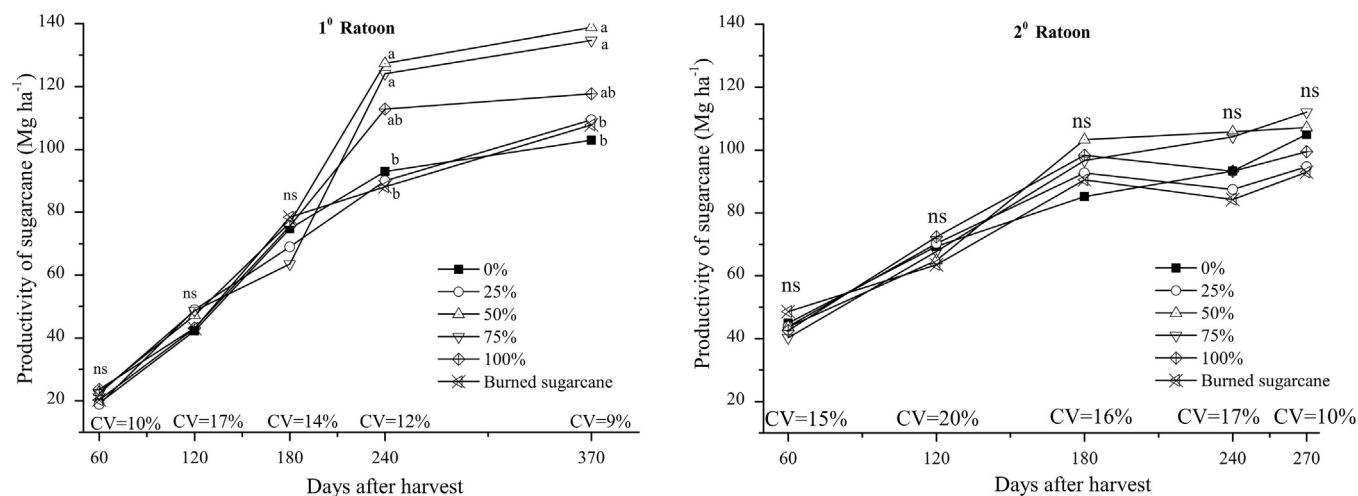 1⁰ Ratoon
Productivity of sugarcane (Mg ha⁻¹)
140
120
100
80
60
40
20
ns
ns
ns
a
a
ab
b
b
a
a
ab
b
b
0%
25%
50%
75%
100%
Burned sugarcane
CV=10%
CV=17%
CV=14%
CV=12%
CV=9%
60
120
180
240
370
Days after harvest
2⁰ Ratoon
Productivity of sugarcane (Mg ha⁻¹)
140
120
100
80
60
40
20
ns
ns
ns
ns
ns
0%
25%
50%
75%
100%
Burned sugarcane
CV=15%
CV=20%
CV=16%
CV=17%
CV=10%
60
120
180
240
270
Days after harvest